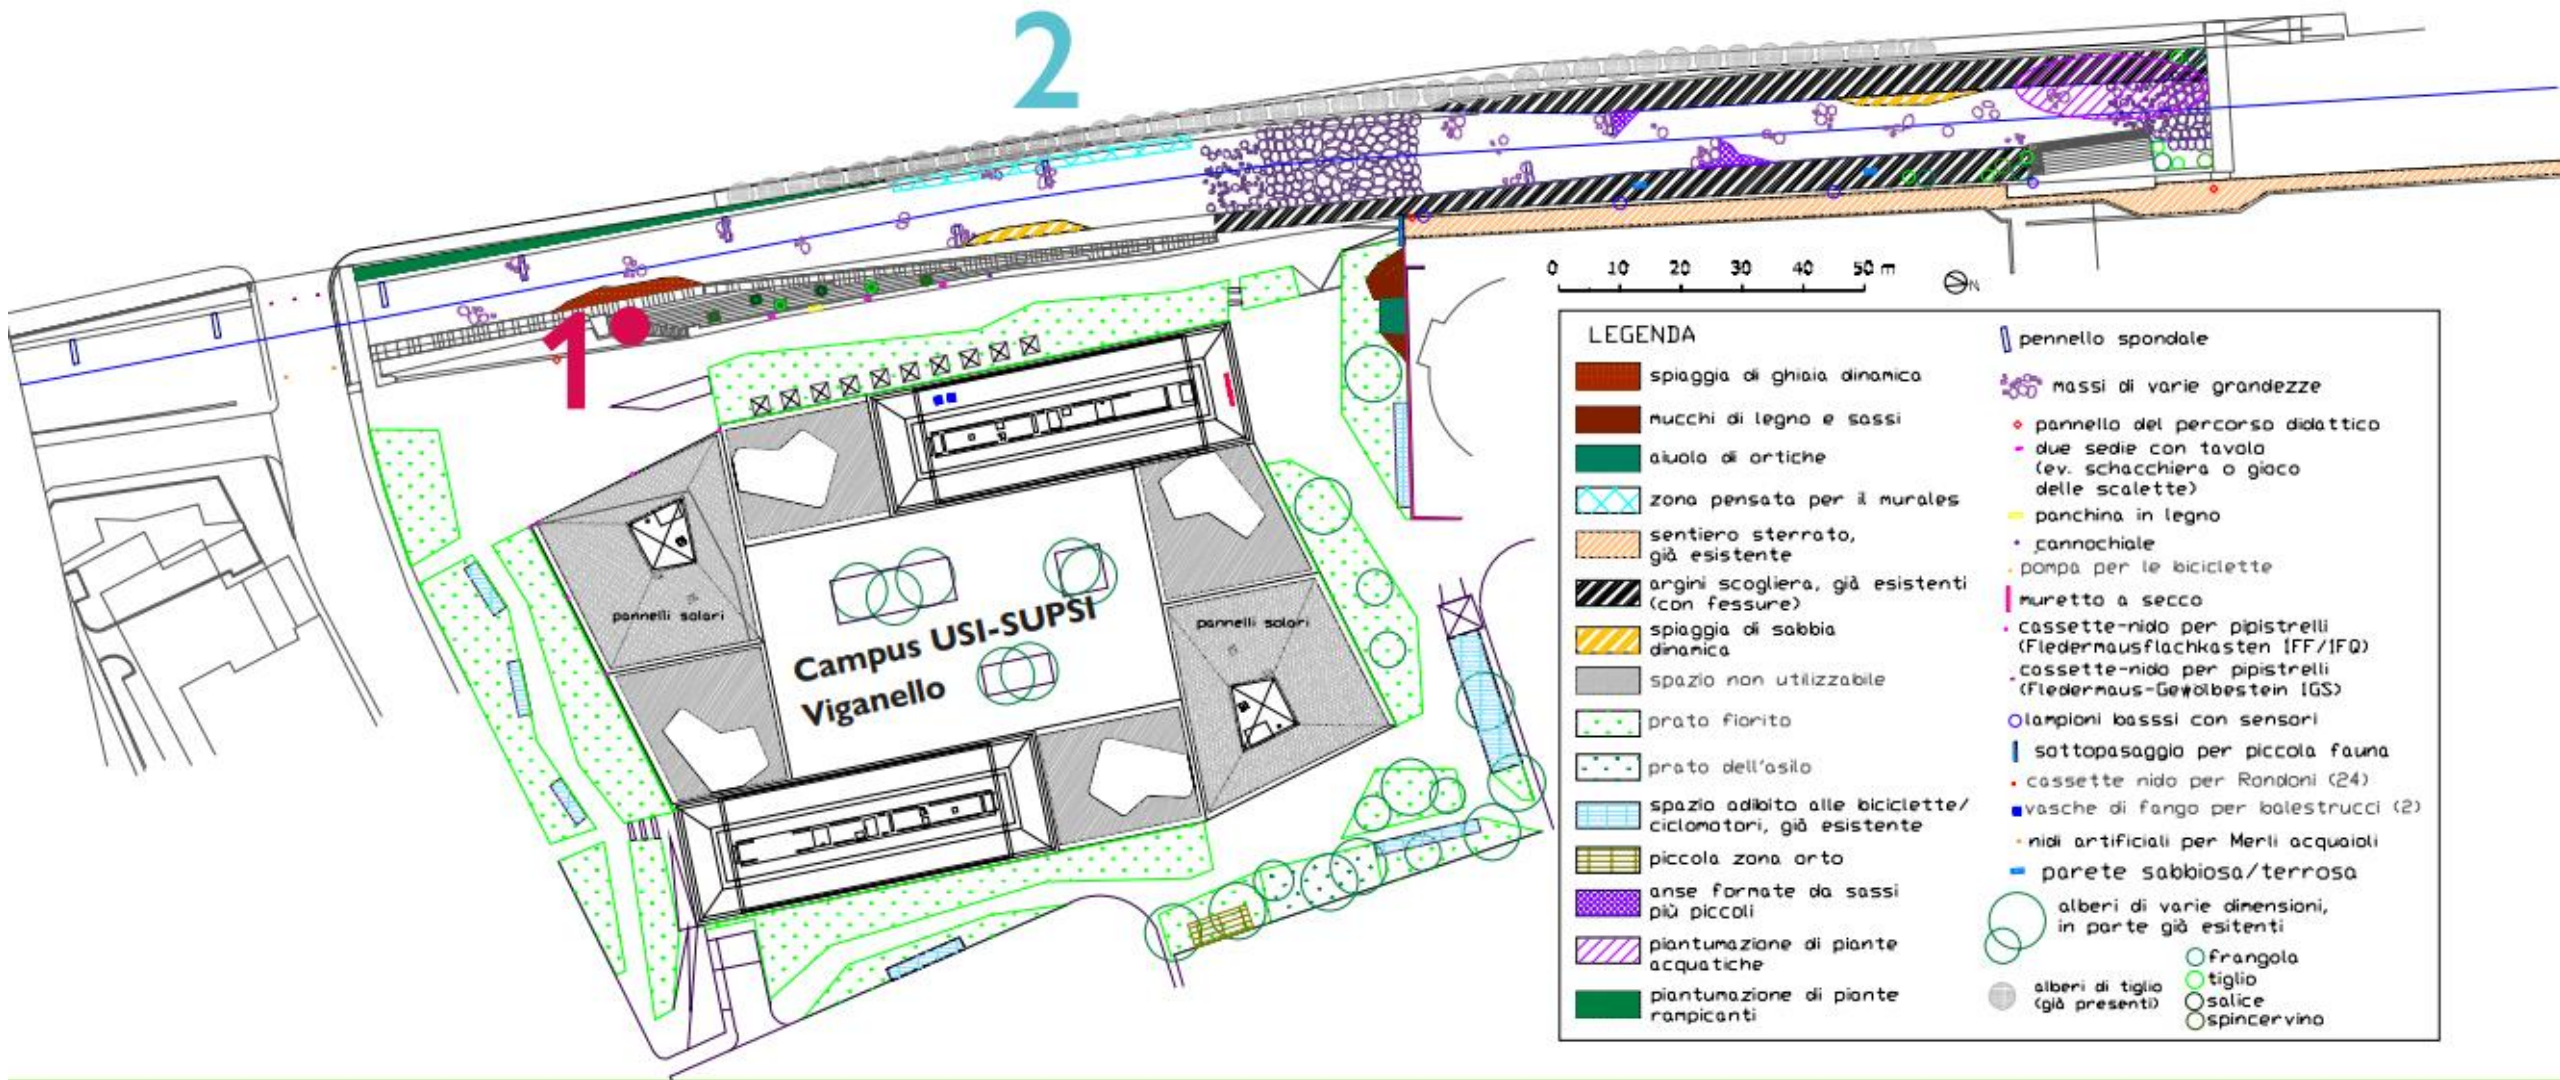 2
1
0 10 20 30 40 50 m
N
pannelli solari
pannelli solari
Campus USI-SUPSI
Viganello
LEGENDA
spiaggia di ghiaia dinamica
mucchi di legno e sassi
aiuola di ortiche
zona pensata per il murales
sentiero sterrato,
già esistente
argini scogliera, già esistenti
(con fessure)
spiaggia di sabbia
dinamica
spazio non utilizzabile
prato fiorito
prato dell'asilo
spazio adibito alle biciclette/
ciclomotori, già esistente
piccola zona orto
anse formate da sassi
più piccoli
piantumazione di piante
acquatiche
piantumazione di piante
rampicanti
pennello spondale
massi di varie grandezze
pannello del percorso didattico
due sedie con tavolo
(ev. schacchiera o gioco
delle scalette)
panchina in legno
cannochiale
pompa per le biciclette
muretto a secco
cassette-nido per pipistrelli
(Fledermausflachkasten 1FF/1FQ)
cassette-nido per pipistrelli
(Fledermaus-Gewölbestein 1GS)
lampioni basssi con sensori
sottopasaggio per piccola fauna
cassette nido per Rondoni (24)
vasche di fango per balestrucci (2)
nidi artificiali per Merli acquaioli
parete sabbiosa/terrosa
alberi di varie dimensioni,
in parte già esitenti
frangola
tiglio
salice
spincervino
alberi di tiglio
(già presenti)